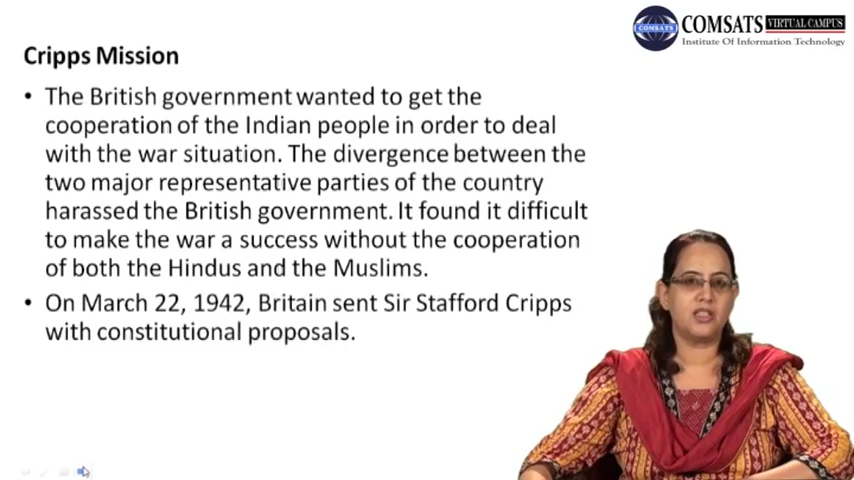 COMSATS VIRTUAL CAMPUS
Institute Of Information Technology
COMSATS
Cripps Mission
• The British government wanted to get the
cooperation of the Indian people in order to deal
with the war situation. The divergence between the
two major representative parties of the country
harassed the British government. It found it difficult
to make the war a success without the cooperation
of both the Hindus and the Muslims.
• On March 22, 1942, Britain sent Sir Stafford Cripps
with constitutional proposals.